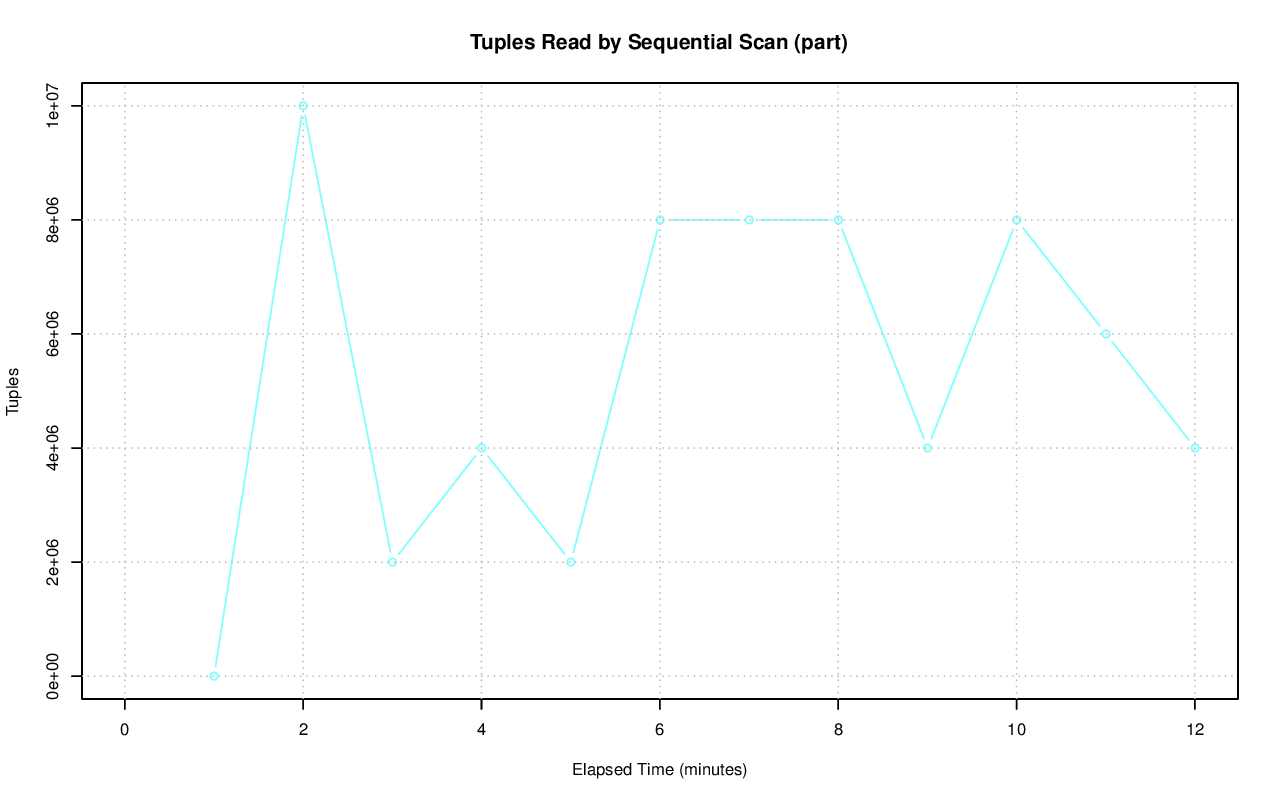 Tuples Read by Sequential Scan (part)
1e+07
8e+06
6e+06
4e+06
2e+06
0e+00
Tuples
0 2 4 6 8 10 12
Elapsed Time (minutes)